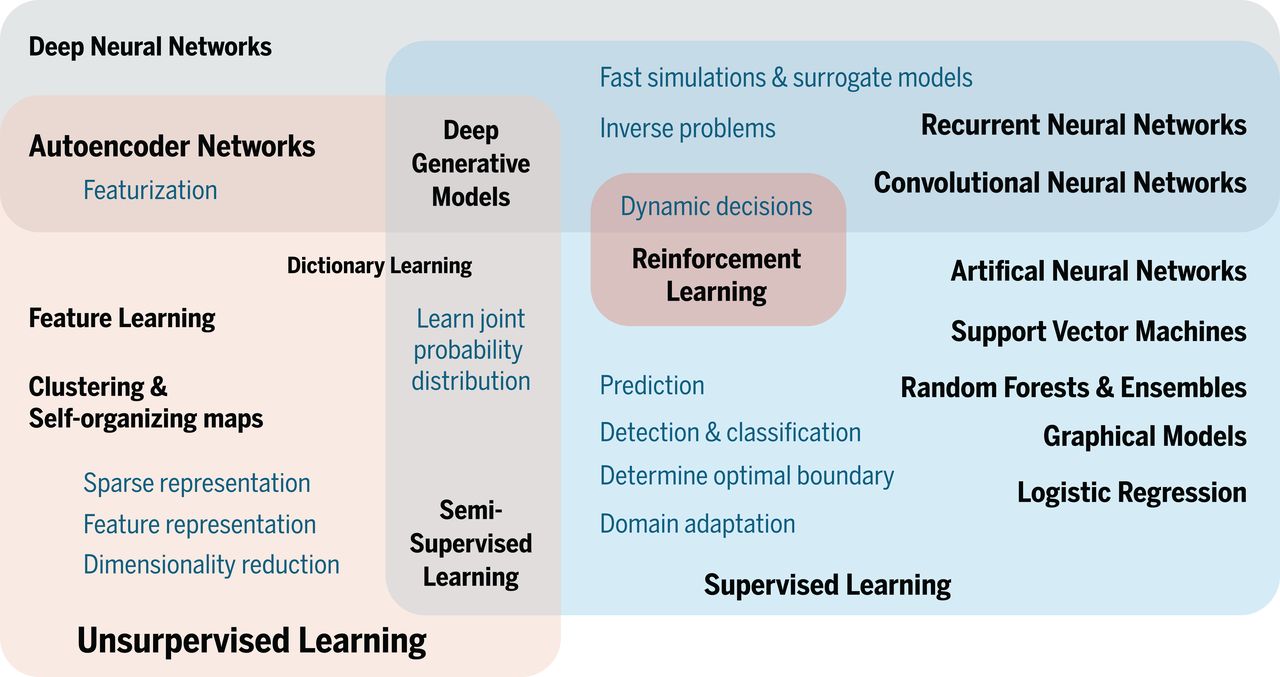 Deep Neural Networks
Autoencoder Networks
Featurization
Deep
Generative
Models
Fast simulations & surrogate models
Inverse problems
Recurrent Neural Networks
Convolutional Neural Networks
Dynamic decisions
Reinforcement
Learning
Dictionary Learning
Feature Learning
Clustering &
Self-organizing maps
Sparse representation
Feature representation
Dimensionality reduction
Unsurpervised Learning
Learn joint
probability
distribution
Semi-
Supervised
Learning
Prediction
Detection & classification
Determine optimal boundary
Domain adaptation
Artifical Neural Networks
Support Vector Machines
Random Forests & Ensembles
Graphical Models
Logistic Regression
Supervised Learning